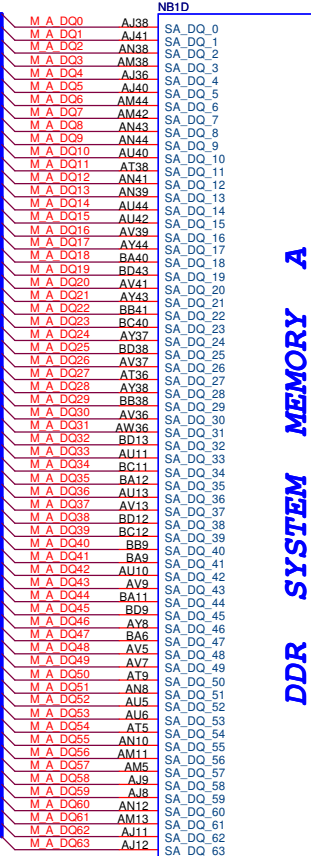 NB1D
M_A_DQ0 AJ38 SA_DQ_0
M_A_DQ1 AJ41 SA_DQ_1
M_A_DQ2 AN38 SA_DQ_2
M_A_DQ3 AM38 SA_DQ_3
M_A_DQ4 AJ36 SA_DQ_4
M_A_DQ5 AJ40 SA_DQ_5
M_A_DQ6 AM44 SA_DQ_6
M_A_DQ7 AM42 SA_DQ_7
M_A_DQ8 AN43 SA_DQ_8
M_A_DQ9 AN44 SA_DQ_9
M_A_DQ10 AU40 SA_DQ_10
M_A_DQ11 AT38 SA_DQ_11
M_A_DQ12 AN41 SA_DQ_12
M_A_DQ13 AN39 SA_DQ_13
M_A_DQ14 AU44 SA_DQ_14
M_A_DQ15 AU42 SA_DQ_15
M_A_DQ16 AV39 SA_DQ_16
M_A_DQ17 AY44 SA_DQ_17
M_A_DQ18 BA40 SA_DQ_18
M_A_DQ19 BD43 SA_DQ_19
M_A_DQ20 AV41 SA_DQ_20
M_A_DQ21 AY43 SA_DQ_21
M_A_DQ22 BB41 SA_DQ_22
M_A_DQ23 BC40 SA_DQ_23
M_A_DQ24 AY37 SA_DQ_24
M_A_DQ25 BD38 SA_DQ_25
M_A_DQ26 AV37 SA_DQ_26
M_A_DQ27 AT36 SA_DQ_27
M_A_DQ28 AY38 SA_DQ_28
M_A_DQ29 BB38 SA_DQ_29
M_A_DQ30 AV36 SA_DQ_30
M_A_DQ31 AW36 SA_DQ_31
M_A_DQ32 BD13 SA_DQ_32
M_A_DQ33 AU11 SA_DQ_33
M_A_DQ34 BC11 SA_DQ_34
M_A_DQ35 BA12 SA_DQ_35
M_A_DQ36 AU13 SA_DQ_36
M_A_DQ37 AV13 SA_DQ_37
M_A_DQ38 BD12 SA_DQ_38
M_A_DQ39 BC12 SA_DQ_39
M_A_DQ40 BB9 SA_DQ_40
M_A_DQ41 BA9 SA_DQ_41
M_A_DQ42 AU10 SA_DQ_42
M_A_DQ43 AV9 SA_DQ_43
M_A_DQ44 BA11 SA_DQ_44
M_A_DQ45 BD9 SA_DQ_45
M_A_DQ46 AY8 SA_DQ_46
M_A_DQ47 BA6 SA_DQ_47
M_A_DQ48 AV5 SA_DQ_48
M_A_DQ49 AV7 SA_DQ_49
M_A_DQ50 AT9 SA_DQ_50
M_A_DQ51 AN8 SA_DQ_51
M_A_DQ52 AU5 SA_DQ_52
M_A_DQ53 AU6 SA_DQ_53
M_A_DQ54 AT5 SA_DQ_54
M_A_DQ55 AN10 SA_DQ_55
M_A_DQ56 AM11 SA_DQ_56
M_A_DQ57 AM5 SA_DQ_57
M_A_DQ58 AJ9 SA_DQ_58
M_A_DQ59 AJ8 SA_DQ_59
M_A_DQ60 AN12 SA_DQ_60
M_A_DQ61 AM13 SA_DQ_61
M_A_DQ62 AJ11 SA_DQ_62
M_A_DQ63 AJ12 SA_DQ_63
DDR SYSTEM MEMORY A